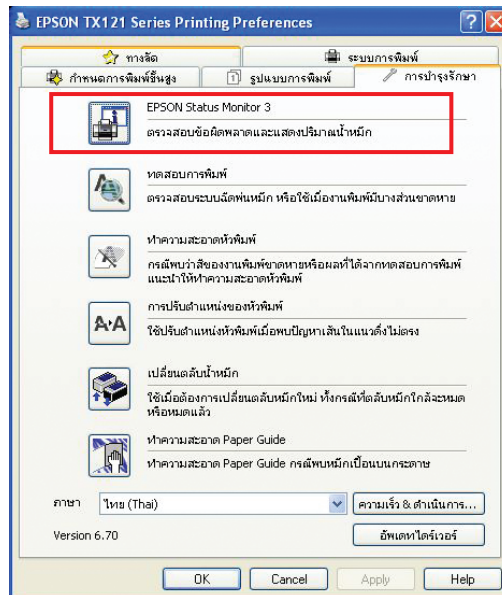 EPSON TX121 Series Printing Preferences
ทางลัด
ระบบการพิมพ์
กำหนดการพิมพ์ขั้นสูง
รูปแบบการพิมพ์
การบำรุงรักษา
EPSON Status Monitor 3
ตรวจสอบข้อผิดพลาดและแสดงปริมาณน้ำหมึก
ทดสอบการพิมพ์
ตรวจสอบระบบฉีดพ่นหมึก หรือใช้เมื่องานพิมพ์มีบางส่วนขาดหาย
ทำความสะอาดหัวพิมพ์
กรณีพบว่าสีของงานพิมพ์ขาดหายหรือผลที่ได้จากทดสอบการพิมพ์
แนะนำให้ทำความสะอาดหัวพิมพ์
การปรับตำแหน่งของหัวพิมพ์
ใช้ปรับตำแหน่งหัวพิมพ์เมื่อพบปัญหาเส้นในแนวดิ่งไม่ตรง
เปลี่ยนตลับน้ำหมึก
ใช้เมื่อต้องการเปลี่ยนตลับหมึกใหม่ ทั้งกรณีที่ตลับหมึกใกล้จะหมด
หรือหมดแล้ว
ทำความสะอาด Paper Guide
ทำความสะอาด Paper Guide กรณีพบหมึกเปื้อนบนกระดาษ
ภาษา
ไทย (Thai)
ความเร็ว & ดำเนินการ...
Version 6.70
อัพเดทไดร์เวอร์
OK
Cancel
Apply
Help